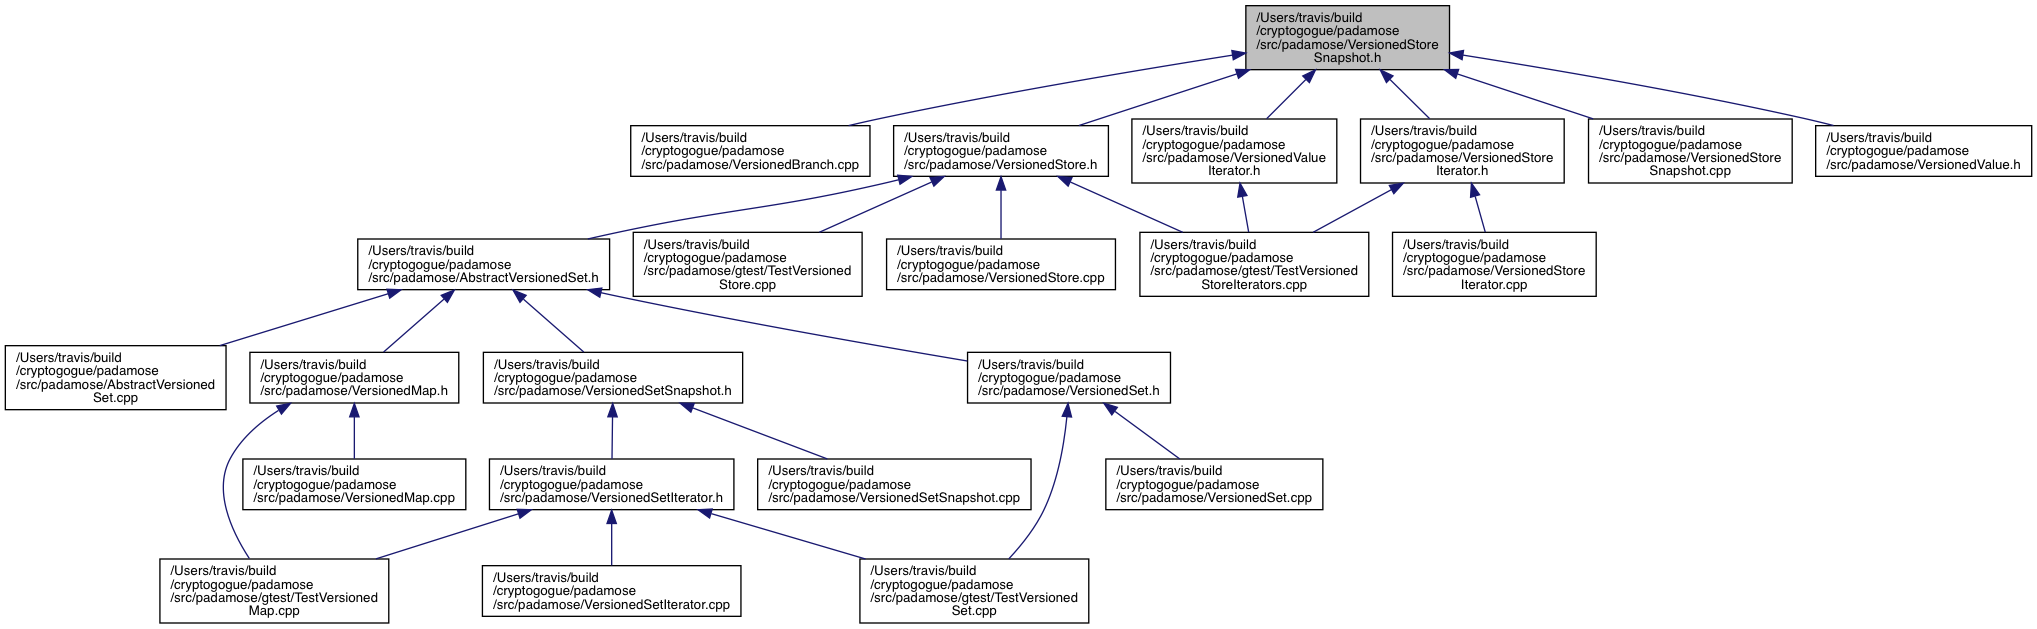 /Users/travis/build
/cryptogogue/padamose
/src/padamose/VersionedStore
Snapshot.h
/Users/travis/build
/cryptogogue/padamose
/src/padamose/VersionedBranch.cpp
/Users/travis/build
/cryptogogue/padamose
/src/padamose/VersionedStore.h
/Users/travis/build
/cryptogogue/padamose
/src/padamose/VersionedValue
Iterator.h
/Users/travis/build
/cryptogogue/padamose
/src/padamose/VersionedStore
Iterator.h
/Users/travis/build
/cryptogogue/padamose
/src/padamose/VersionedStore
Snapshot.cpp
/Users/travis/build
/cryptogogue/padamose
/src/padamose/VersionedValue.h
/Users/travis/build
/cryptogogue/padamose
/src/padamose/AbstractVersionedSet.h
/Users/travis/build
/cryptogogue/padamose
/src/padamose/gtest/TestVersioned
Store.cpp
/Users/travis/build
/cryptogogue/padamose
/src/padamose/VersionedStore.cpp
/Users/travis/build
/cryptogogue/padamose
/src/padamose/gtest/TestVersioned
StoreIterators.cpp
/Users/travis/build
/cryptogogue/padamose
/src/padamose/VersionedStore
Iterator.cpp
/Users/travis/build
/cryptogogue/padamose
/src/padamose/AbstractVersioned
Set.cpp
/Users/travis/build
/cryptogogue/padamose
/src/padamose/VersionedMap.h
/Users/travis/build
/cryptogogue/padamose
/src/padamose/VersionedSetSnapshot.h
/Users/travis/build
/cryptogogue/padamose
/src/padamose/VersionedSet.h
/Users/travis/build
/cryptogogue/padamose
/src/padamose/VersionedMap.cpp
/Users/travis/build
/cryptogogue/padamose
/src/padamose/VersionedSetIterator.h
/Users/travis/build
/cryptogogue/padamose
/src/padamose/VersionedSetSnapshot.cpp
/Users/travis/build
/cryptogogue/padamose
/src/padamose/VersionedSet.cpp
/Users/travis/build
/cryptogogue/padamose
/src/padamose/gtest/TestVersioned
Map.cpp
/Users/travis/build
/cryptogogue/padamose
/src/padamose/VersionedSetIterator.cpp
/Users/travis/build
/cryptogogue/padamose
/src/padamose/gtest/TestVersioned
Set.cpp